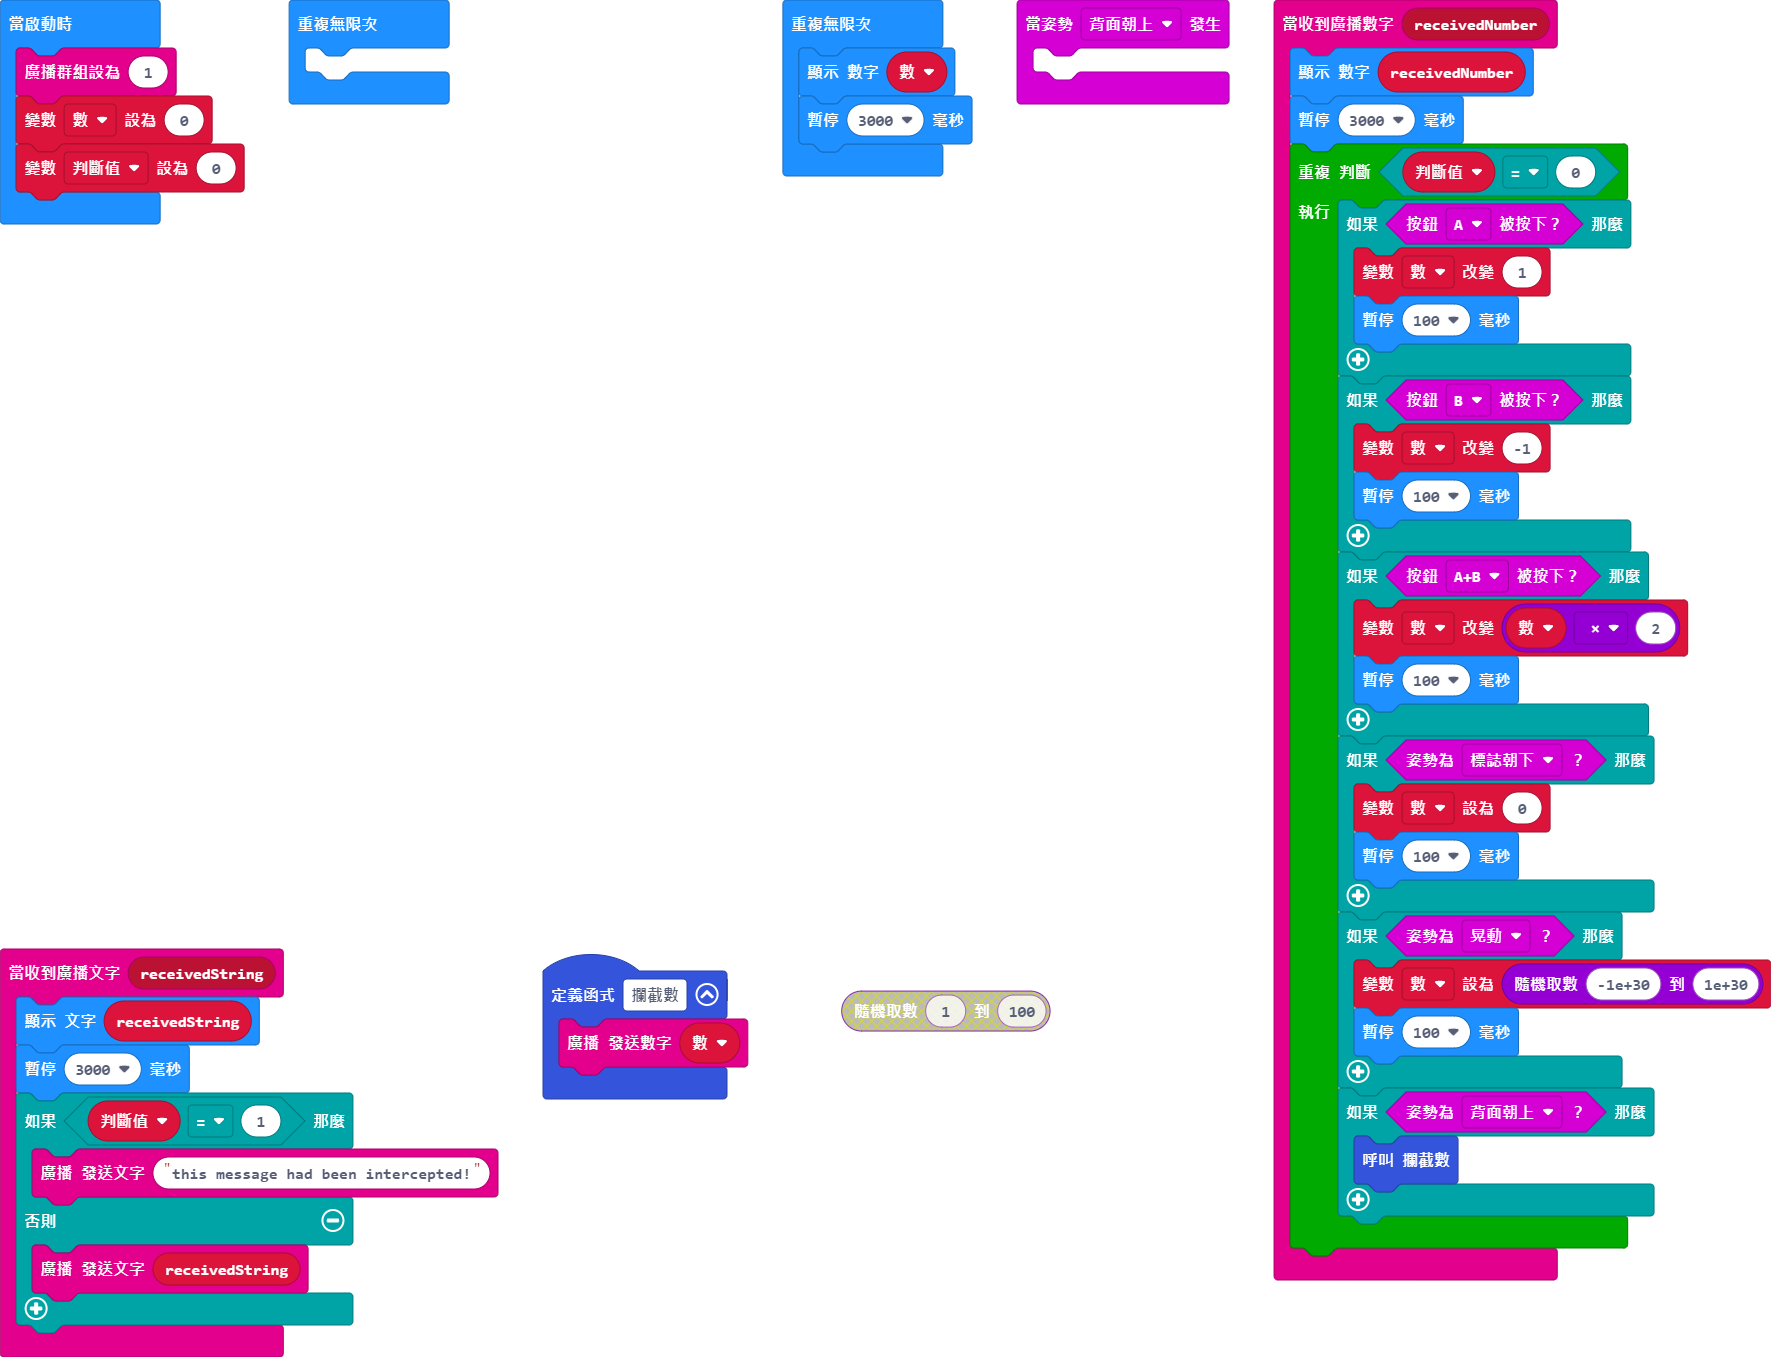 當啟動時
廣播群組設為 1
變數 數 設為 0
變數 判斷值 設為 0
重複無限次
重複無限次
顯示 數字 數
暫停 3000 毫秒
當姿勢 背面朝上 發生
當收到廣播數字 receivedNumber
顯示 數字 receivedNumber
暫停 3000 毫秒
重複 判斷 判斷值 = 0
執行
如果 按鈕 A 被按下？ 那麼
變數 數 改變 1
暫停 100 毫秒
如果 按鈕 B 被按下？ 那麼
變數 數 改變 -1
暫停 100 毫秒
如果 按鈕 A+B 被按下？ 那麼
變數 數 改變 數 × 2
暫停 100 毫秒
如果 姿勢為 標誌朝下 ？ 那麼
變數 數 設為 0
暫停 100 毫秒
如果 姿勢為 晃動 ？ 那麼
變數 數 設為 隨機取數 -1e+30 到 1e+30
暫停 100 毫秒
如果 姿勢為 背面朝上 ？ 那麼
呼叫 攔截數
當收到廣播文字 receivedString
顯示 文字 receivedString
暫停 3000 毫秒
如果 判斷值 = 1 那麼
廣播 發送文字 "this message had been intercepted!"
否則
廣播 發送文字 receivedString
定義函式 攔截數
廣播 發送數字 數
隨機取數 1 到 100